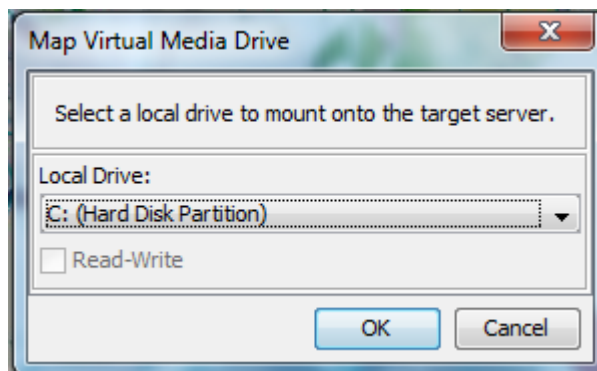 Map Virtual Media Drive
Select a local drive to mount onto the target server.
Local Drive:
C: (Hard Disk Partition)
Read-Write
OK
Cancel